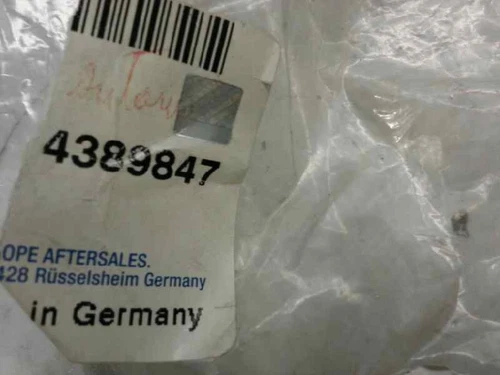 4389847
OPE AFTERSALES.
428 Rüsselsheim Germany
in Germany